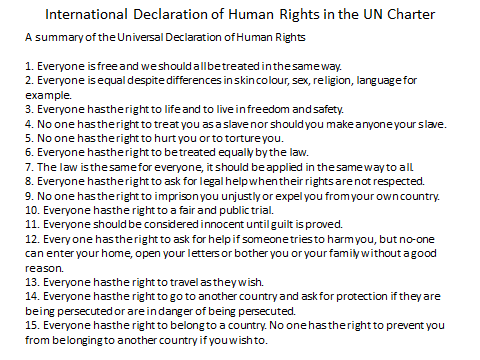 International Declaration of Human Rights in the UN Charter
A summary of the Universal Declaration of Human Rights
1. Everyone is free and we should all be treated in the same way.
2. Everyone is equal despite differences in skin colour, sex, religion, language for
example.
3. Everyone has the right to life and to live in freedom and safety.
4. No one has the right to treat you as a slave nor should you make anyone your slave.
5. No one has the right to hurt you or to torture you.
6. Everyone has the right to be treated equally by the law.
7. The law is the same for everyone, it should be applied in the same way to all.
8. Everyone has the right to ask for legal help when their rights are not respected.
9. No one has the right to imprison you unjustly or expel you from your own country.
10. Everyone has the right to a fair and public trial.
11. Everyone should be considered innocent until guilt is proved.
12. Every one has the right to ask for help if someone tries to harm you, but no-one
can enter your home, open your letters or bother you or your family without a good
reason.
13. Everyone has the right to travel as they wish.
14. Everyone has the right to go to another country and ask for protection if they are
being persecuted or are in danger of being persecuted.
15. Everyone has the right to belong to a country. No one has the right to prevent you
from belonging to another country if you wish to.